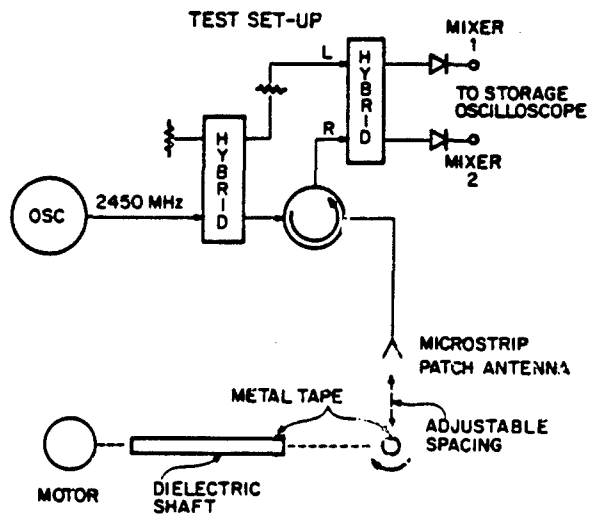 TEST SET-UP
MIXER
1
L
HYBRID
TO STORAGE
OSCILLOSCOPE
R
MIXER
2
HYBRID
OSC
2450 MHz
MICROSTRIP
PATCH ANTENNA
METAL TAPE
ADJUSTABLE
SPACING
MOTOR
DIELECTRIC
SHAFT